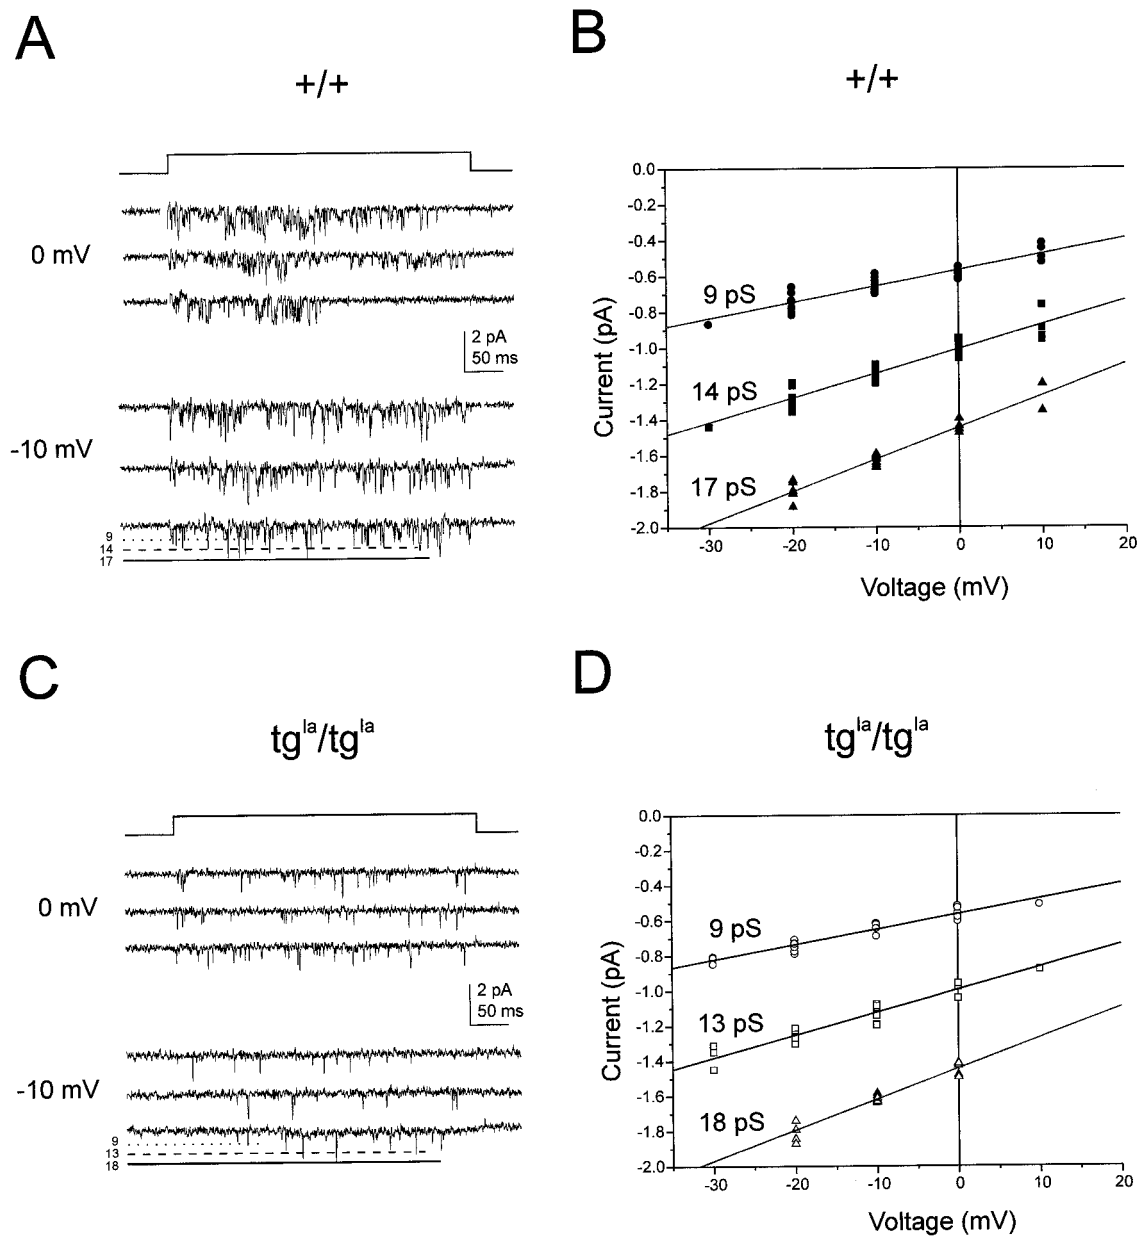 A
+/+
0 mV
2 pA
50 ms
-10 mV
9
14
17
B
+/+
0.0
-0.2
-0.4
-0.6
-0.8
-1.0
-1.2
-1.4
-1.6
-1.8
-2.0
Current (pA)
9 pS
14 pS
17 pS
-30
-20
-10
0
10
20
Voltage (mV)
C
tg^la/tg^la
0 mV
2 pA
50 ms
-10 mV
9
13
18
D
tg^la/tg^la
0.0
-0.2
-0.4
-0.6
-0.8
-1.0
-1.2
-1.4
-1.6
-1.8
-2.0
Current (pA)
9 pS
13 pS
18 pS
-30
-20
-10
0
10
20
Voltage (mV)